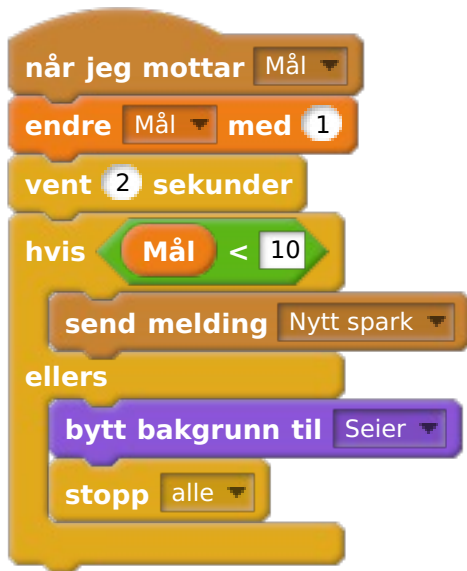 når jeg mottar Mål
endre Mål med 1
vent 2 sekunder
hvis Mål < 10
send melding Nytt spark
ellers
bytt bakgrunn til Seier
stopp alle